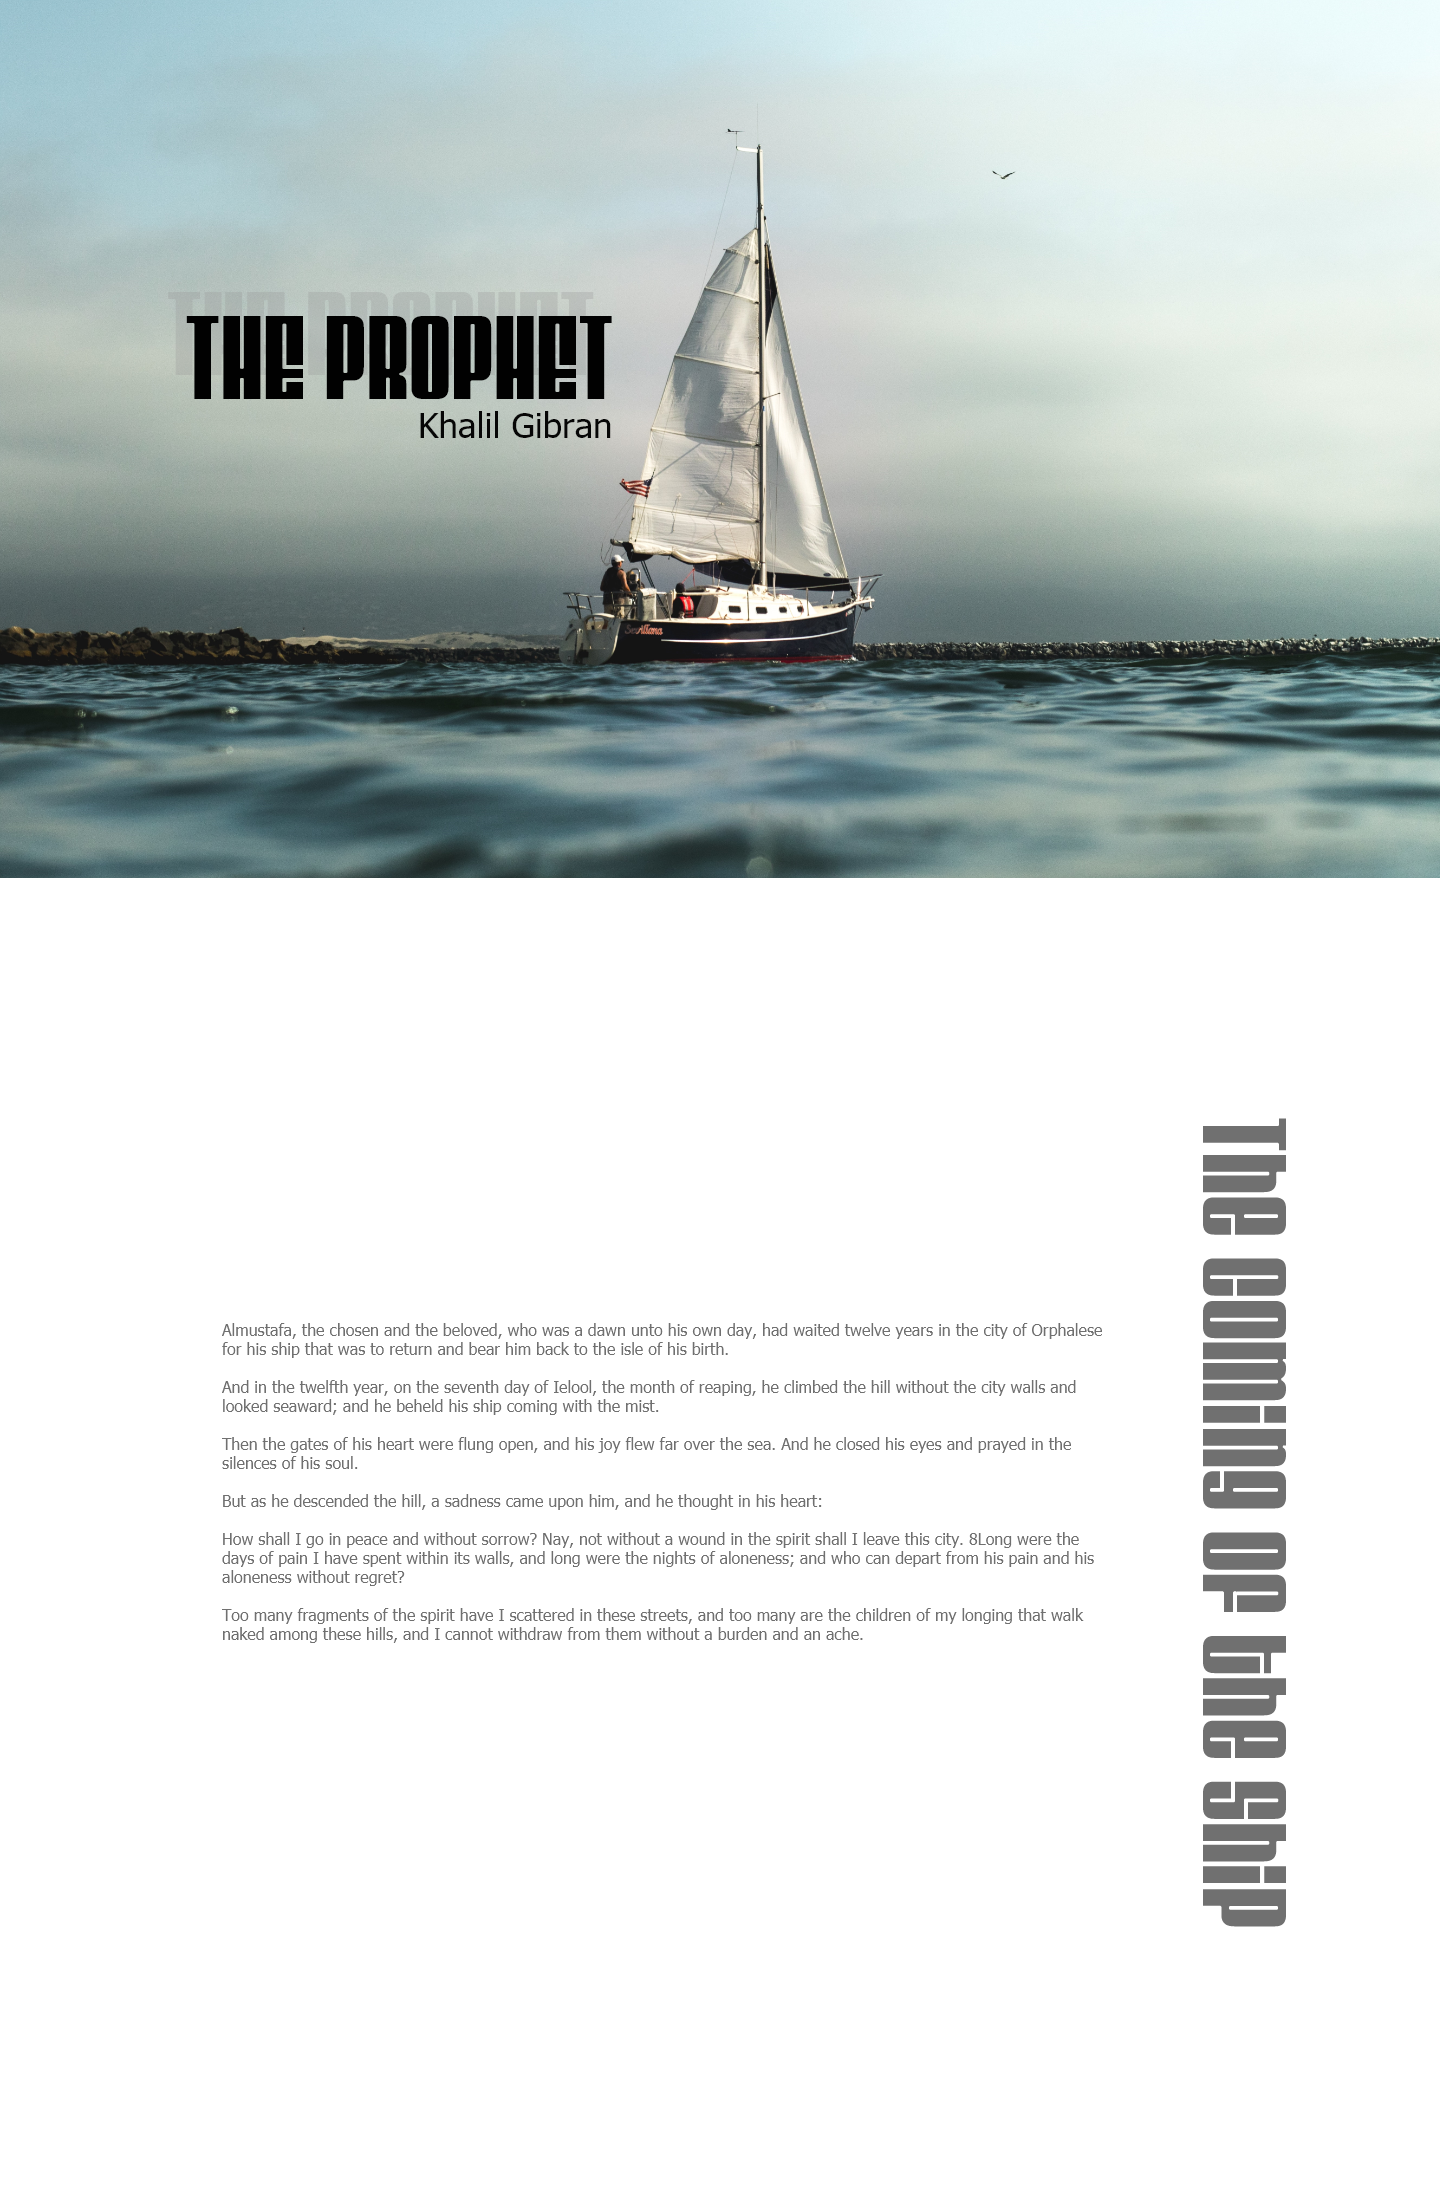 THE PROPHET
Khalil Gibran
Almustafa, the chosen and the beloved, who was a dawn unto his own day, had waited twelve years in the city of Orphalese
for his ship that was to return and bear him back to the isle of his birth.
And in the twelfth year, on the seventh day of Ielool, the month of reaping, he climbed the hill without the city walls and
looked seaward; and he beheld his ship coming with the mist.
Then the gates of his heart were flung open, and his joy flew far over the sea. And he closed his eyes and prayed in the
silences of his soul.
But as he descended the hill, a sadness came upon him, and he thought in his heart:
How shall I go in peace and without sorrow? Nay, not without a wound in the spirit shall I leave this city. 8Long were the
days of pain I have spent within its walls, and long were the nights of aloneness; and who can depart from his pain and his
aloneness without regret?
Too many fragments of the spirit have I scattered in these streets, and too many are the children of my longing that walk
naked among these hills, and I cannot withdraw from them without a burden and an ache.
The Coming of the Ship